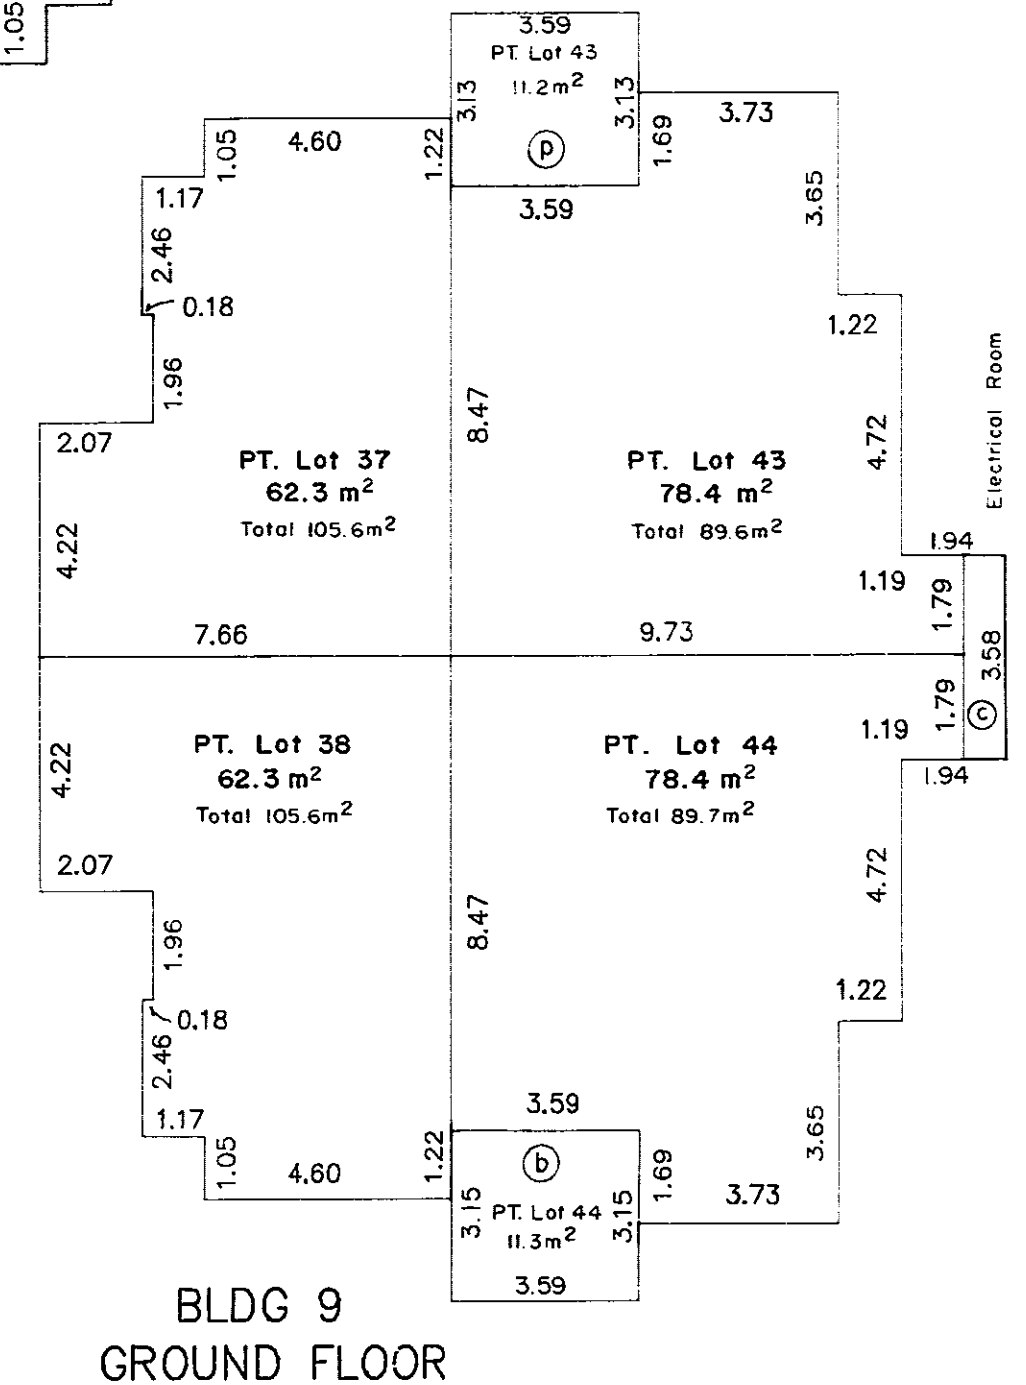 1.05
3.59
PT. Lot 43
11.2m²
3.13
3.13
p
3.59
1.05
4.60
1.22
1.69
3.73
3.65
1.17
2.46
0.18
1.96
2.07
1.22
8.47
4.72
Electrical Room
PT. Lot 37
62.3 m²
Total 105.6m²
PT. Lot 43
78.4 m²
Total 89.6m²
4.22
1.94
1.19
1.79
7.66
9.73
3.58
4.22
PT. Lot 38
62.3 m²
Total 105.6m²
PT. Lot 44
78.4 m²
Total 89.7m²
1.19
1.79
c
1.94
2.07
1.96
8.47
4.72
0.18
2.46
1.22
1.17
1.05
4.60
1.22
3.59
b
3.15
PT. Lot 44
11.3m²
3.15
3.59
1.69
3.73
3.65
BLDG 9
GROUND FLOOR